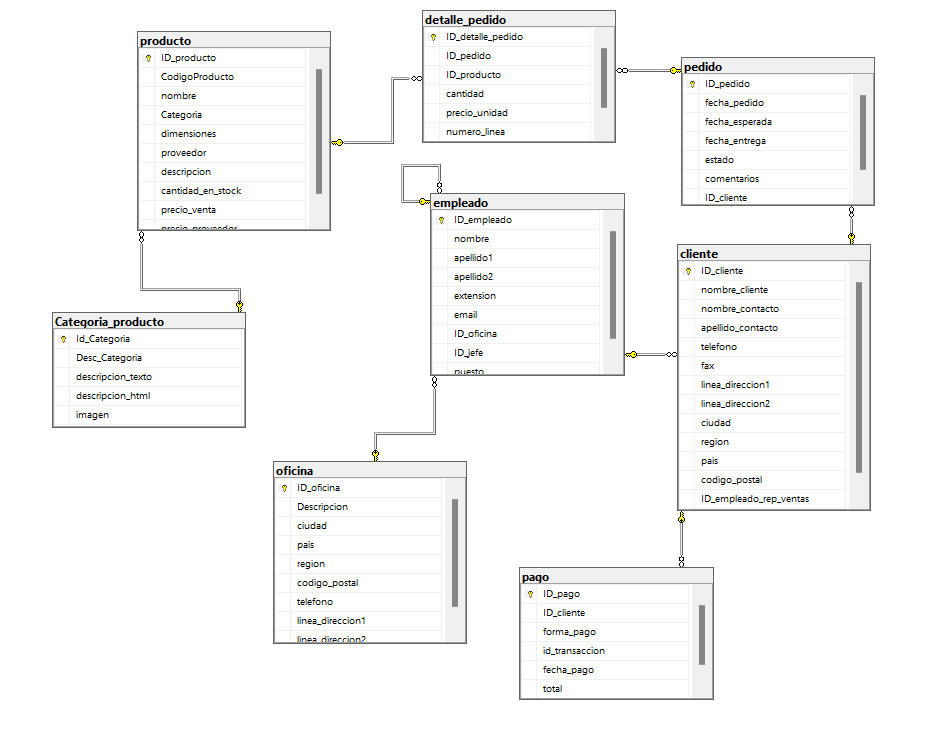 producto
ID_producto
CodigoProducto
nombre
Categoria
dimensiones
proveedor
descripcion
cantidad_en_stock
precio_venta
precio_proveedor
detalle_pedido
ID_detalle_pedido
ID_pedido
ID_producto
cantidad
precio_unidad
numero_linea
pedido
ID_pedido
fecha_pedido
fecha_esperada
fecha_entrega
estado
comentarios
ID_cliente
empleado
ID_empleado
nombre
apellido1
apellido2
extension
email
ID_oficina
ID_jefe
puesto
cliente
ID_cliente
nombre_cliente
nombre_contacto
apellido_contacto
telefono
fax
linea_direccion1
linea_direccion2
ciudad
region
pais
codigo_postal
ID_empleado_rep_ventas
Categoria_producto
Id_Categoria
Desc_Categoria
descripcion_texto
descripcion_html
imagen
oficina
ID_oficina
Descripcion
ciudad
pais
region
codigo_postal
telefono
linea_direccion1
linea_direccion2
pago
ID_pago
ID_cliente
forma_pago
id_transaccion
fecha_pago
total